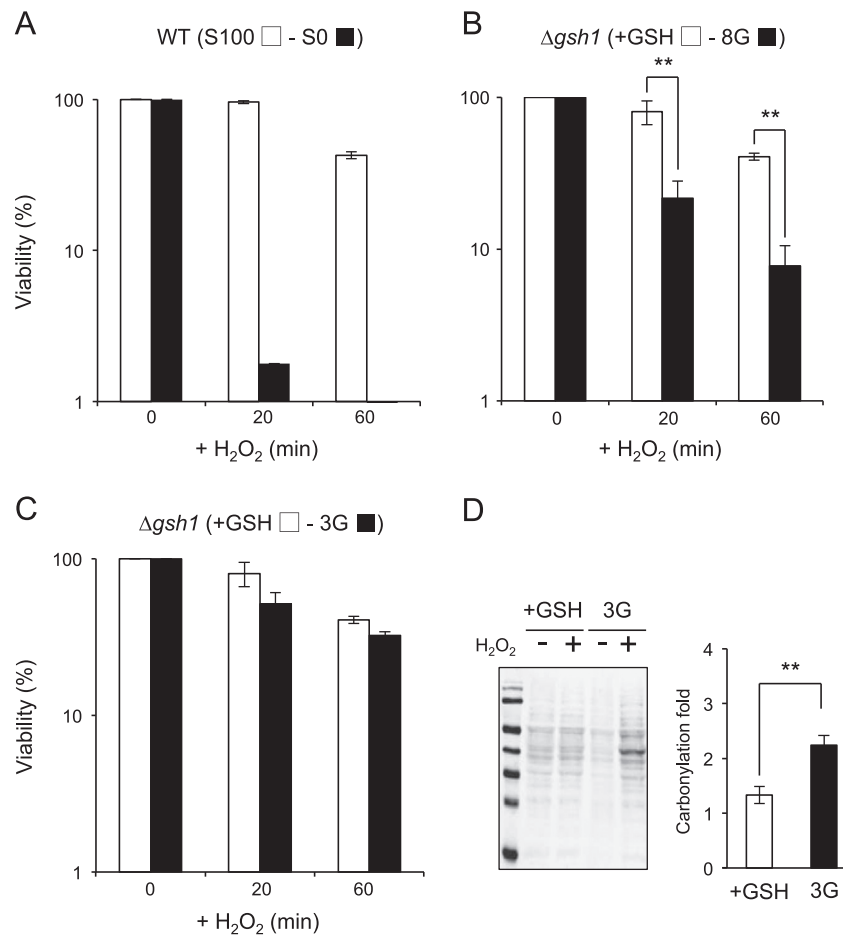 A
WT (S100 □ - S0 ■)
100
10
1
Viability (%)
0 20 60
+ H₂O₂ (min)
B
Δgsh1 (+GSH □ - 8G ■)
**
**
100
10
1
0 20 60
+ H₂O₂ (min)
C
Δgsh1 (+GSH □ - 3G ■)
100
10
1
Viability (%)
0 20 60
+ H₂O₂ (min)
D
+GSH 3G
H₂O₂ - + - +
4
3
2
1
0
Carbonylation fold
**
+GSH 3G